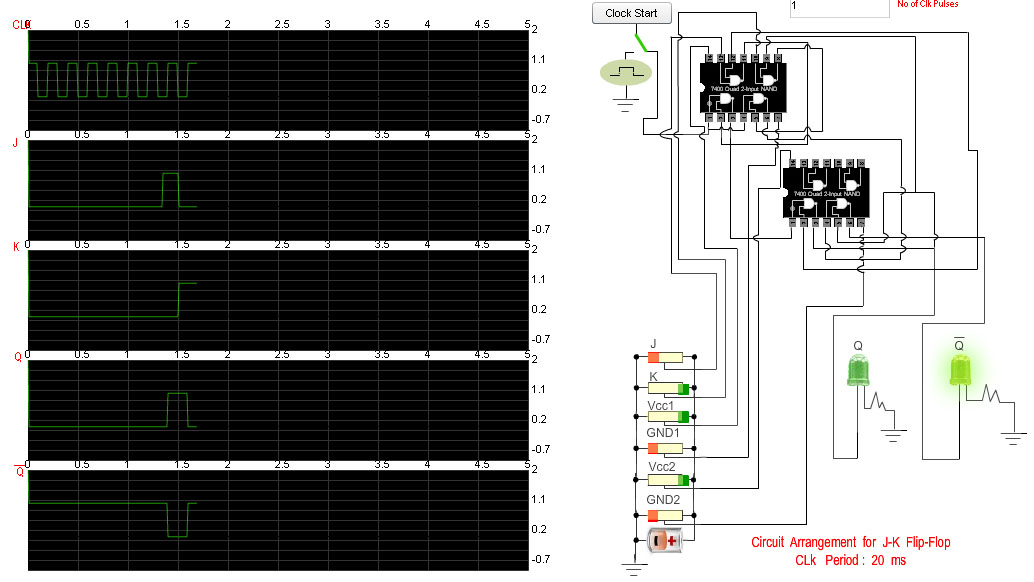 Clock Start
1
No of Clk Pulses
CLK
0 0.5 1 1.5 2 2.5 3 3.5 4 4.5 5
2
1.1
0.2
-0.7
J
0 0.5 1 1.5 2 2.5 3 3.5 4 4.5 5
2
1.1
0.2
-0.7
K
0 0.5 1 1.5 2 2.5 3 3.5 4 4.5 5
2
1.1
0.2
-0.7
Q
0 0.5 1 1.5 2 2.5 3 3.5 4 4.5 5
2
1.1
0.2
-0.7
Q̅
0 0.5 1 1.5 2 2.5 3 3.5 4 4.5 5
2
1.1
0.2
-0.7
7400 Quad 2-Input NAND
7400 Quad 2-Input NAND
J
K
Vcc1
GND1
Vcc2
GND2
Q
Q̅
Circuit Arrangement for J-K Flip-Flop
CLk Period : 20 ms